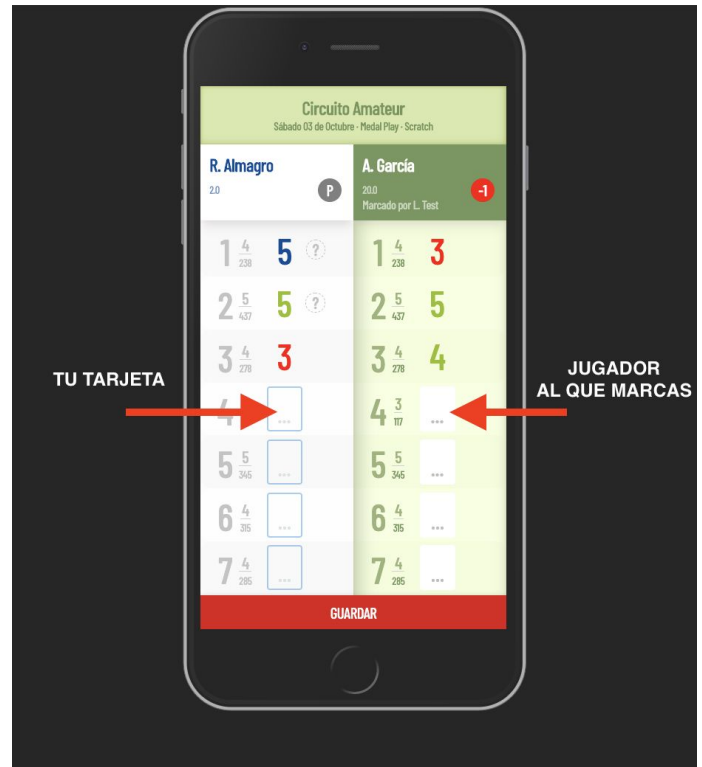 Circuito Amateur
Sábado 03 de Octubre · Medal Play · Scratch
R. Almagro
2.0
P
A. García
20.0
Marcado por L. Test
-1
1 4 238 5 ? 1 4 238 3
2 5 437 5 ? 2 5 437 5
3 4 278 3 3 4 278 4
TU TARJETA
JUGADOR
AL QUE MARCAS
4 ... 4 3 117 ...
5 5 345 ... 5 5 345 ...
6 4 315 ... 6 4 315 ...
7 4 285 ... 7 4 285 ...
GUARDAR